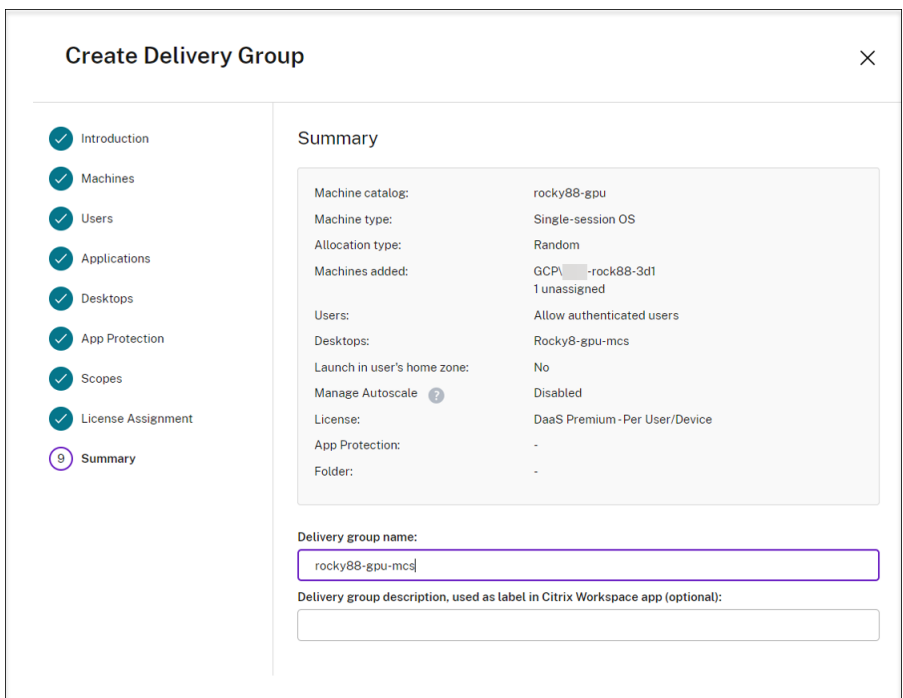 Create Delivery Group
Introduction
Machines
Users
Applications
Desktops
App Protection
Scopes
License Assignment
9 Summary
Summary
Machine catalog: rocky88-gpu
Machine type: Single-session OS
Allocation type: Random
Machines added: GCP\ -rock88-3d1
1 unassigned
Users: Allow authenticated users
Desktops: Rocky8-gpu-mcs
Launch in user's home zone: No
Manage Autoscale ? Disabled
License: DaaS Premium - Per User/Device
App Protection: -
Folder: -
Delivery group name:
rocky88-gpu-mcs
Delivery group description, used as label in Citrix Workspace app (optional):